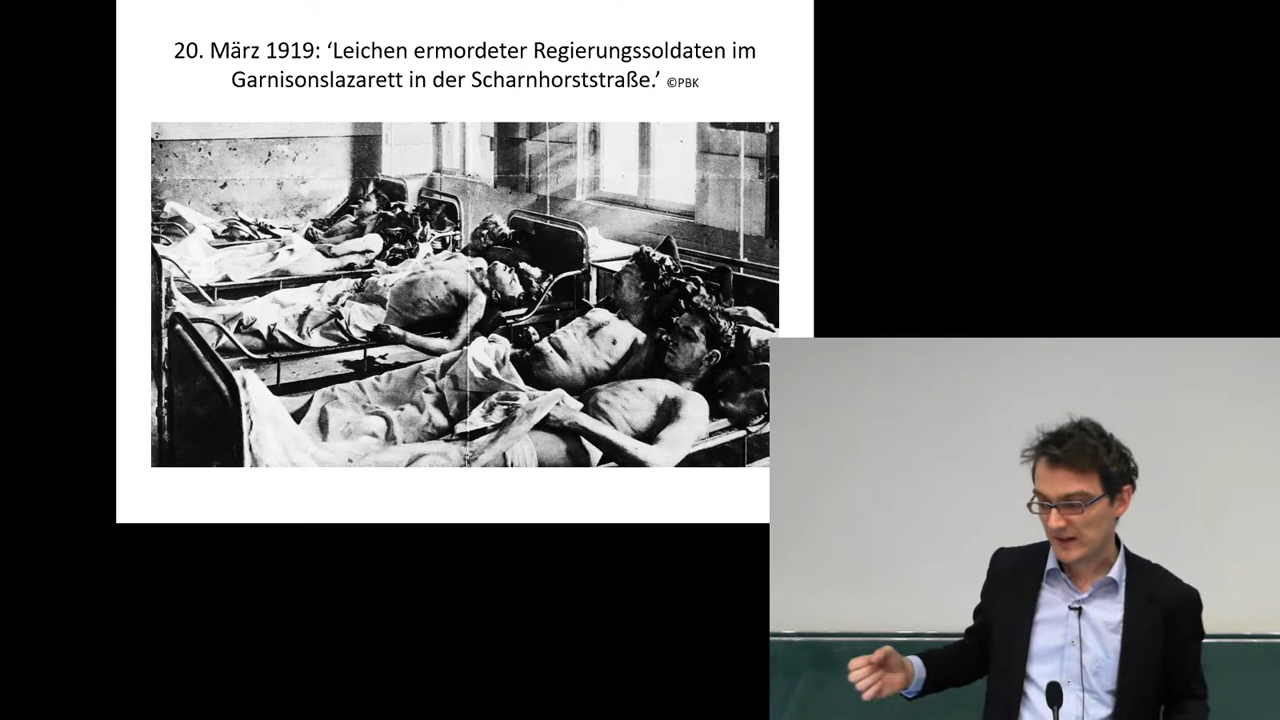 20. März 1919: ‘Leichen ermordeter Regierungssoldaten im
Garnisonslazarett in der Scharnhorststraße.’ ©PBK